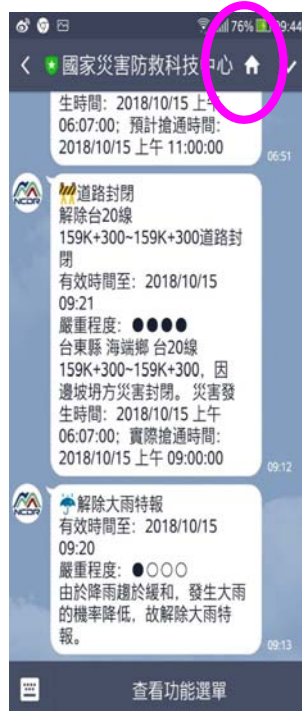 76% 09:44
國家災害防救科技中心
生時間：2018/10/15 上午
06:07:00；預計搶通時間：
2018/10/15 上午 11:00:00
06:51
NCDR
道路封閉
解除台20線
159K+300~159K+300道路封
閉
有效時間至：2018/10/15
09:21
嚴重程度：●●●●
台東縣 海端鄉 台20線
159K+300~159K+300，因
邊坡坍方災害封閉。災害發
生時間：2018/10/15 上午
06:07:00；實際搶通時間：
2018/10/15 上午 09:00:00
09:12
NCDR
解除大雨特報
有效時間至：2018/10/15
09:20
嚴重程度：●○○○
由於降雨趨於緩和，發生大雨
的機率降低，故解除大雨特
報。
09:13
查看功能選單